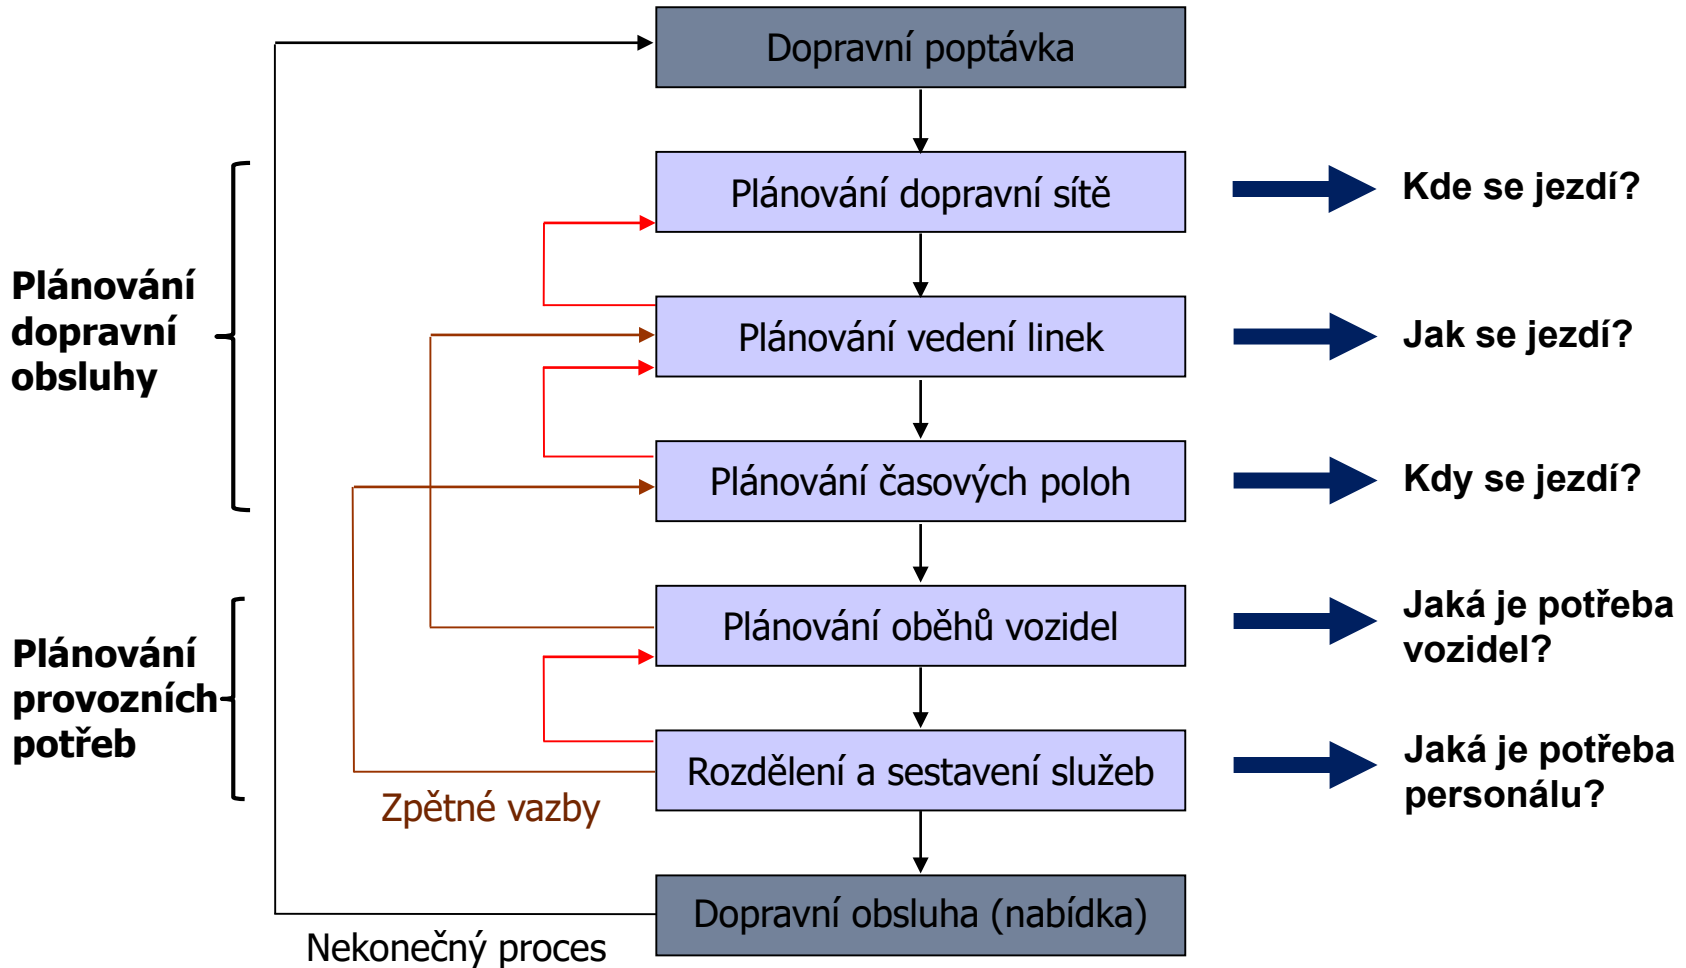 Dopravní poptávka
Plánování dopravní sítě
Kde se jezdí?
Plánování
dopravní
obsluhy
Plánování vedení linek
Jak se jezdí?
Plánování časových poloh
Kdy se jezdí?
Plánování oběhů vozidel
Jaká je potřeba
vozidel?
Plánování
provozních
potřeb
Rozdělení a sestavení služeb
Jaká je potřeba
personálu?
Zpětné vazby
Dopravní obsluha (nabídka)
Nekonečný proces